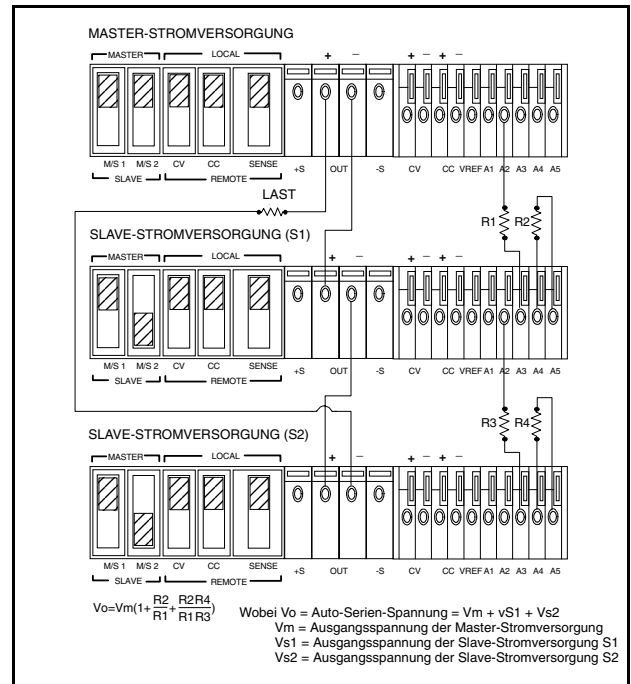 MASTER-STROMVERSORGUNG
MASTER LOCAL + – + – + –
M/S 1 M/S 2 CV CC SENSE +S OUT -S CV CC VREF A1 A2 A3 A4 A5
SLAVE REMOTE
LAST
R1 R2
SLAVE-STROMVERSORGUNG (S1)
MASTER LOCAL + – + – + –
M/S 1 M/S 2 CV CC SENSE +S OUT -S CV CC VREF A1 A2 A3 A4 A5
SLAVE REMOTE
R3 R4
SLAVE-STROMVERSORGUNG (S2)
MASTER LOCAL + – + – + –
M/S 1 M/S 2 CV CC SENSE +S OUT -S CV CC VREF A1 A2 A3 A4 A5
SLAVE REMOTE
Vo=Vm(1+R2/R1+R2R4/R1R3)
Wobei Vo = Auto-Serien-Spannung = Vm + vS1 + Vs2
Vm = Ausgangsspannung der Master-Stromversorgung
Vs1 = Ausgangsspannung der Slave-Stromversorgung S1
Vs2 = Ausgangsspannung der Slave-Stromversorgung S2